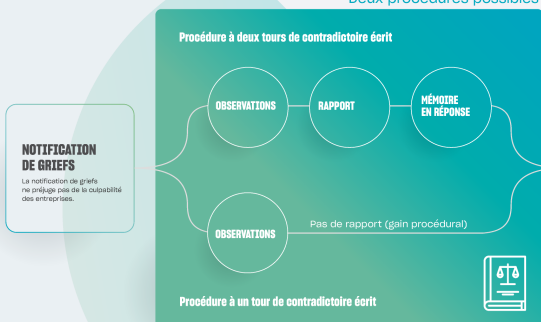 Deux procédures possibles
Procédure à deux tours de contradictoire écrit
OBSERVATIONS
RAPPORT
MÉMOIRE
EN RÉPONSE
NOTIFICATION
DE GRIEFS
La notification de griefs
ne préjuge pas de la culpabilité
des entreprises.
OBSERVATIONS
Pas de rapport (gain procédural)
Procédure à un tour de contradictoire écrit